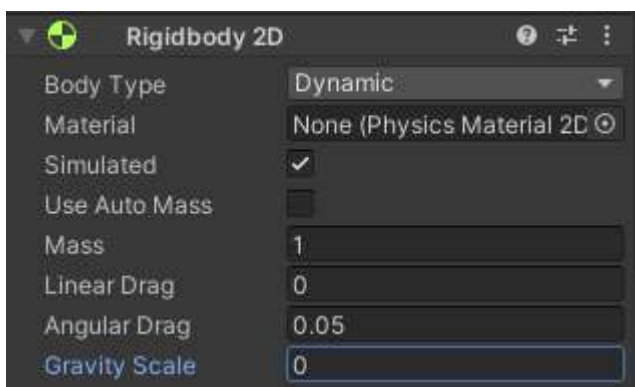 Rigidbody 2D
Body Type Dynamic
Material None (Physics Material 2D
Simulated
Use Auto Mass
Mass 1
Linear Drag 0
Angular Drag 0.05
Gravity Scale 0